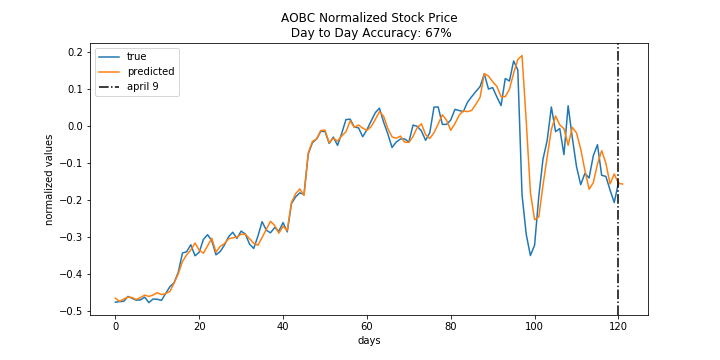 AOBC Normalized Stock Price
Day to Day Accuracy: 67%
true
predicted
april 9
normalized values
0.2
0.1
0.0
−0.1
−0.2
−0.3
−0.4
−0.5
0 20 40 60 80 100 120
days